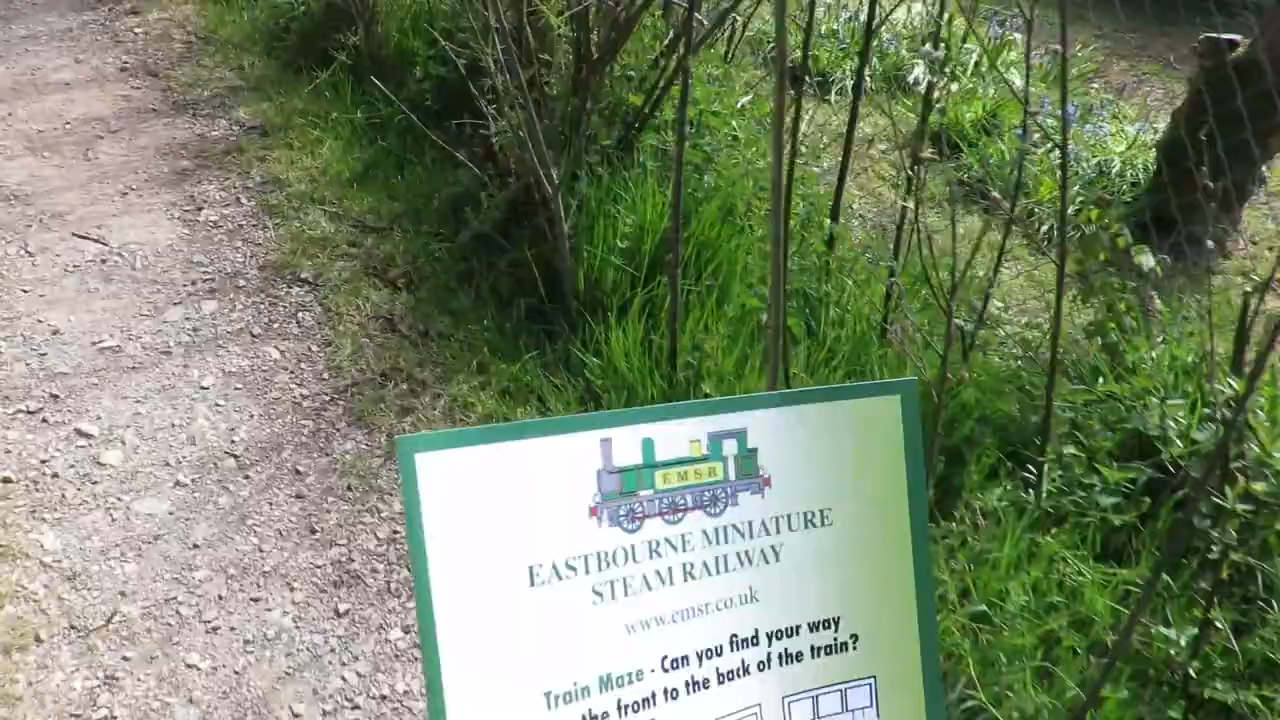 EMSR
EASTBOURNE MINIATURE
STEAM RAILWAY
www.emsr.co.uk
Train Maze - Can you find your way
the front to the back of the train?